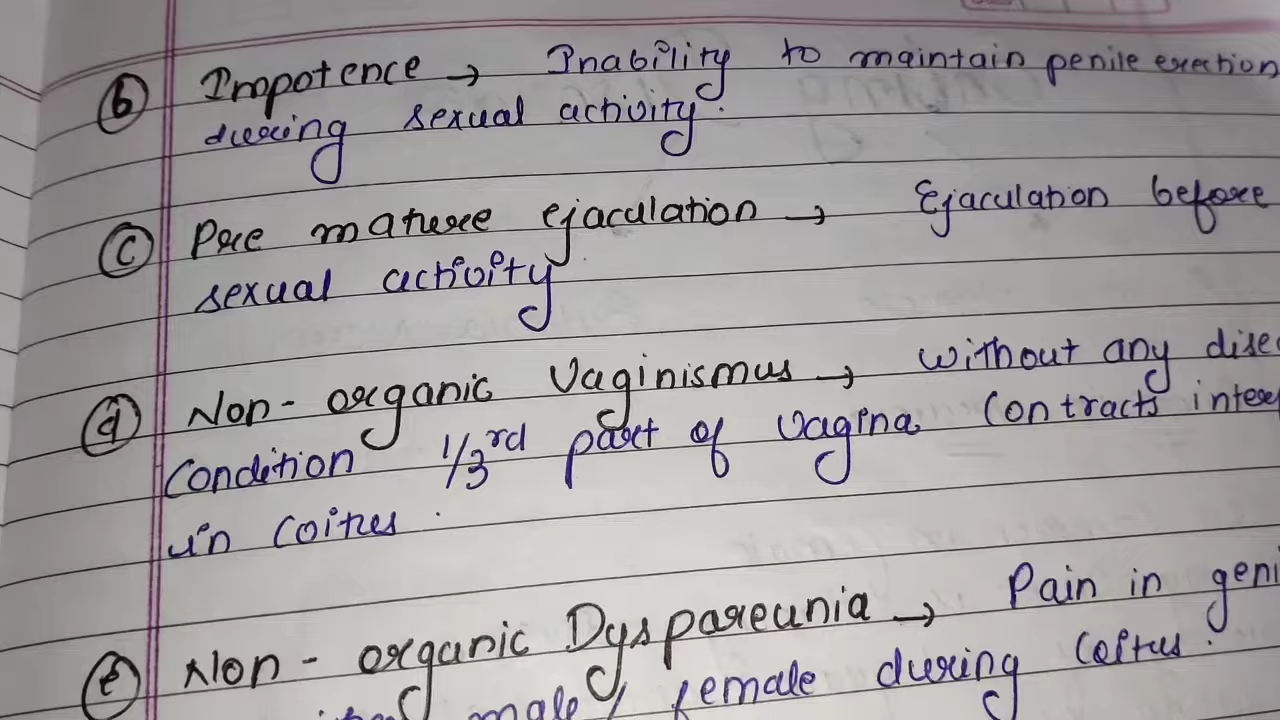 (b) Impotence → Inability to maintain penile erection
during sexual activity.
(c) Pre mature ejaculation → Ejaculation before
sexual activity
(d) Non-organic Vaginismus → without any
condition 1/3rd part of vagina contracts
in coitus.
(e) Non-organic Dyspareunia → Pain in
male / female during coitus.